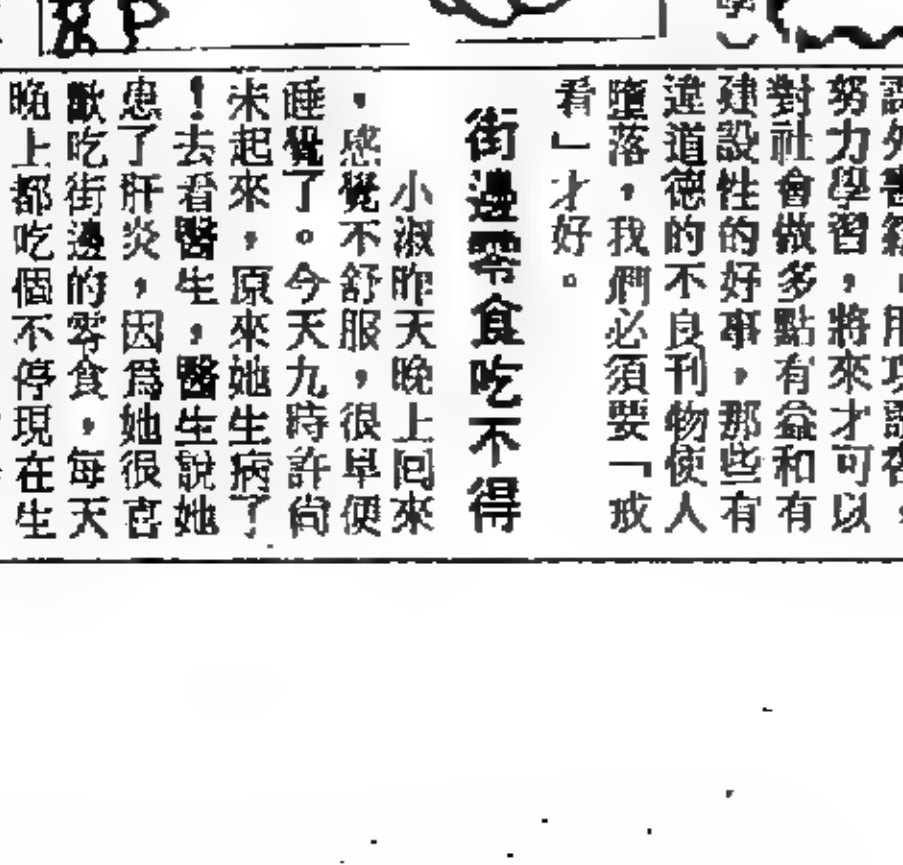 學)
課外書籍,用功讀書,
努力學習,將來才可以
對社會做多點有益和有
建設性的好事,那些有
違道德的不良刊物使人
墮落,我們必須要「戒
看」才好。
街邊零食吃不得
小淑昨天晚上回來
,感覺不舒服,很早便
睡覺了。今天九時許尙
未起來,原來她生病了
!去看醫生,醫生說她
患了肝炎,因爲她很喜
歡吃街邊的零食,每天
晚上都吃個不停現在生